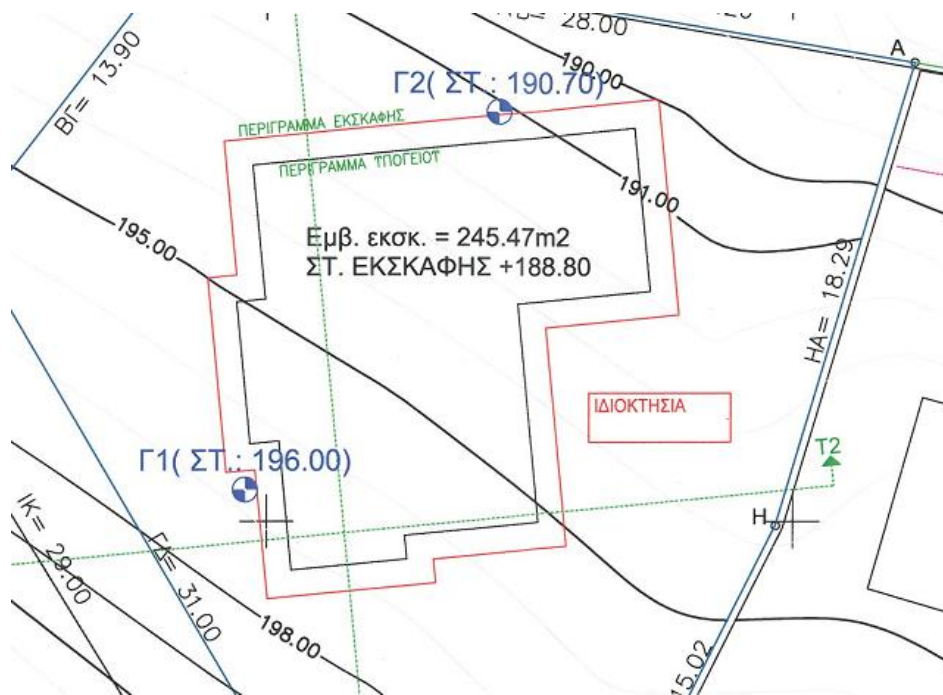 28.00
A
ΒΓ= 13.90
190.00
Γ2( ΣΤ.: 190.70)
ΠΕΡΙΓΡΑΜΜΑ ΕΚΣΚΑΦΗΣ
ΠΕΡΙΓΡΑΜΜΑ ΥΠΟΓΕΙΟΥ
191.00
195.00
Εμβ. εκσκ. = 245.47m2
ΣΤ. ΕΚΣΚΑΦΗΣ +188.80
ΗΑ= 18.29
ΙΔΙΟΚΤΗΣΙΑ
T2
Γ1( ΣΤ.: 196.00)
H
ΙΚ= 29.00
ΓΔ= 31.00
198.00
15.02